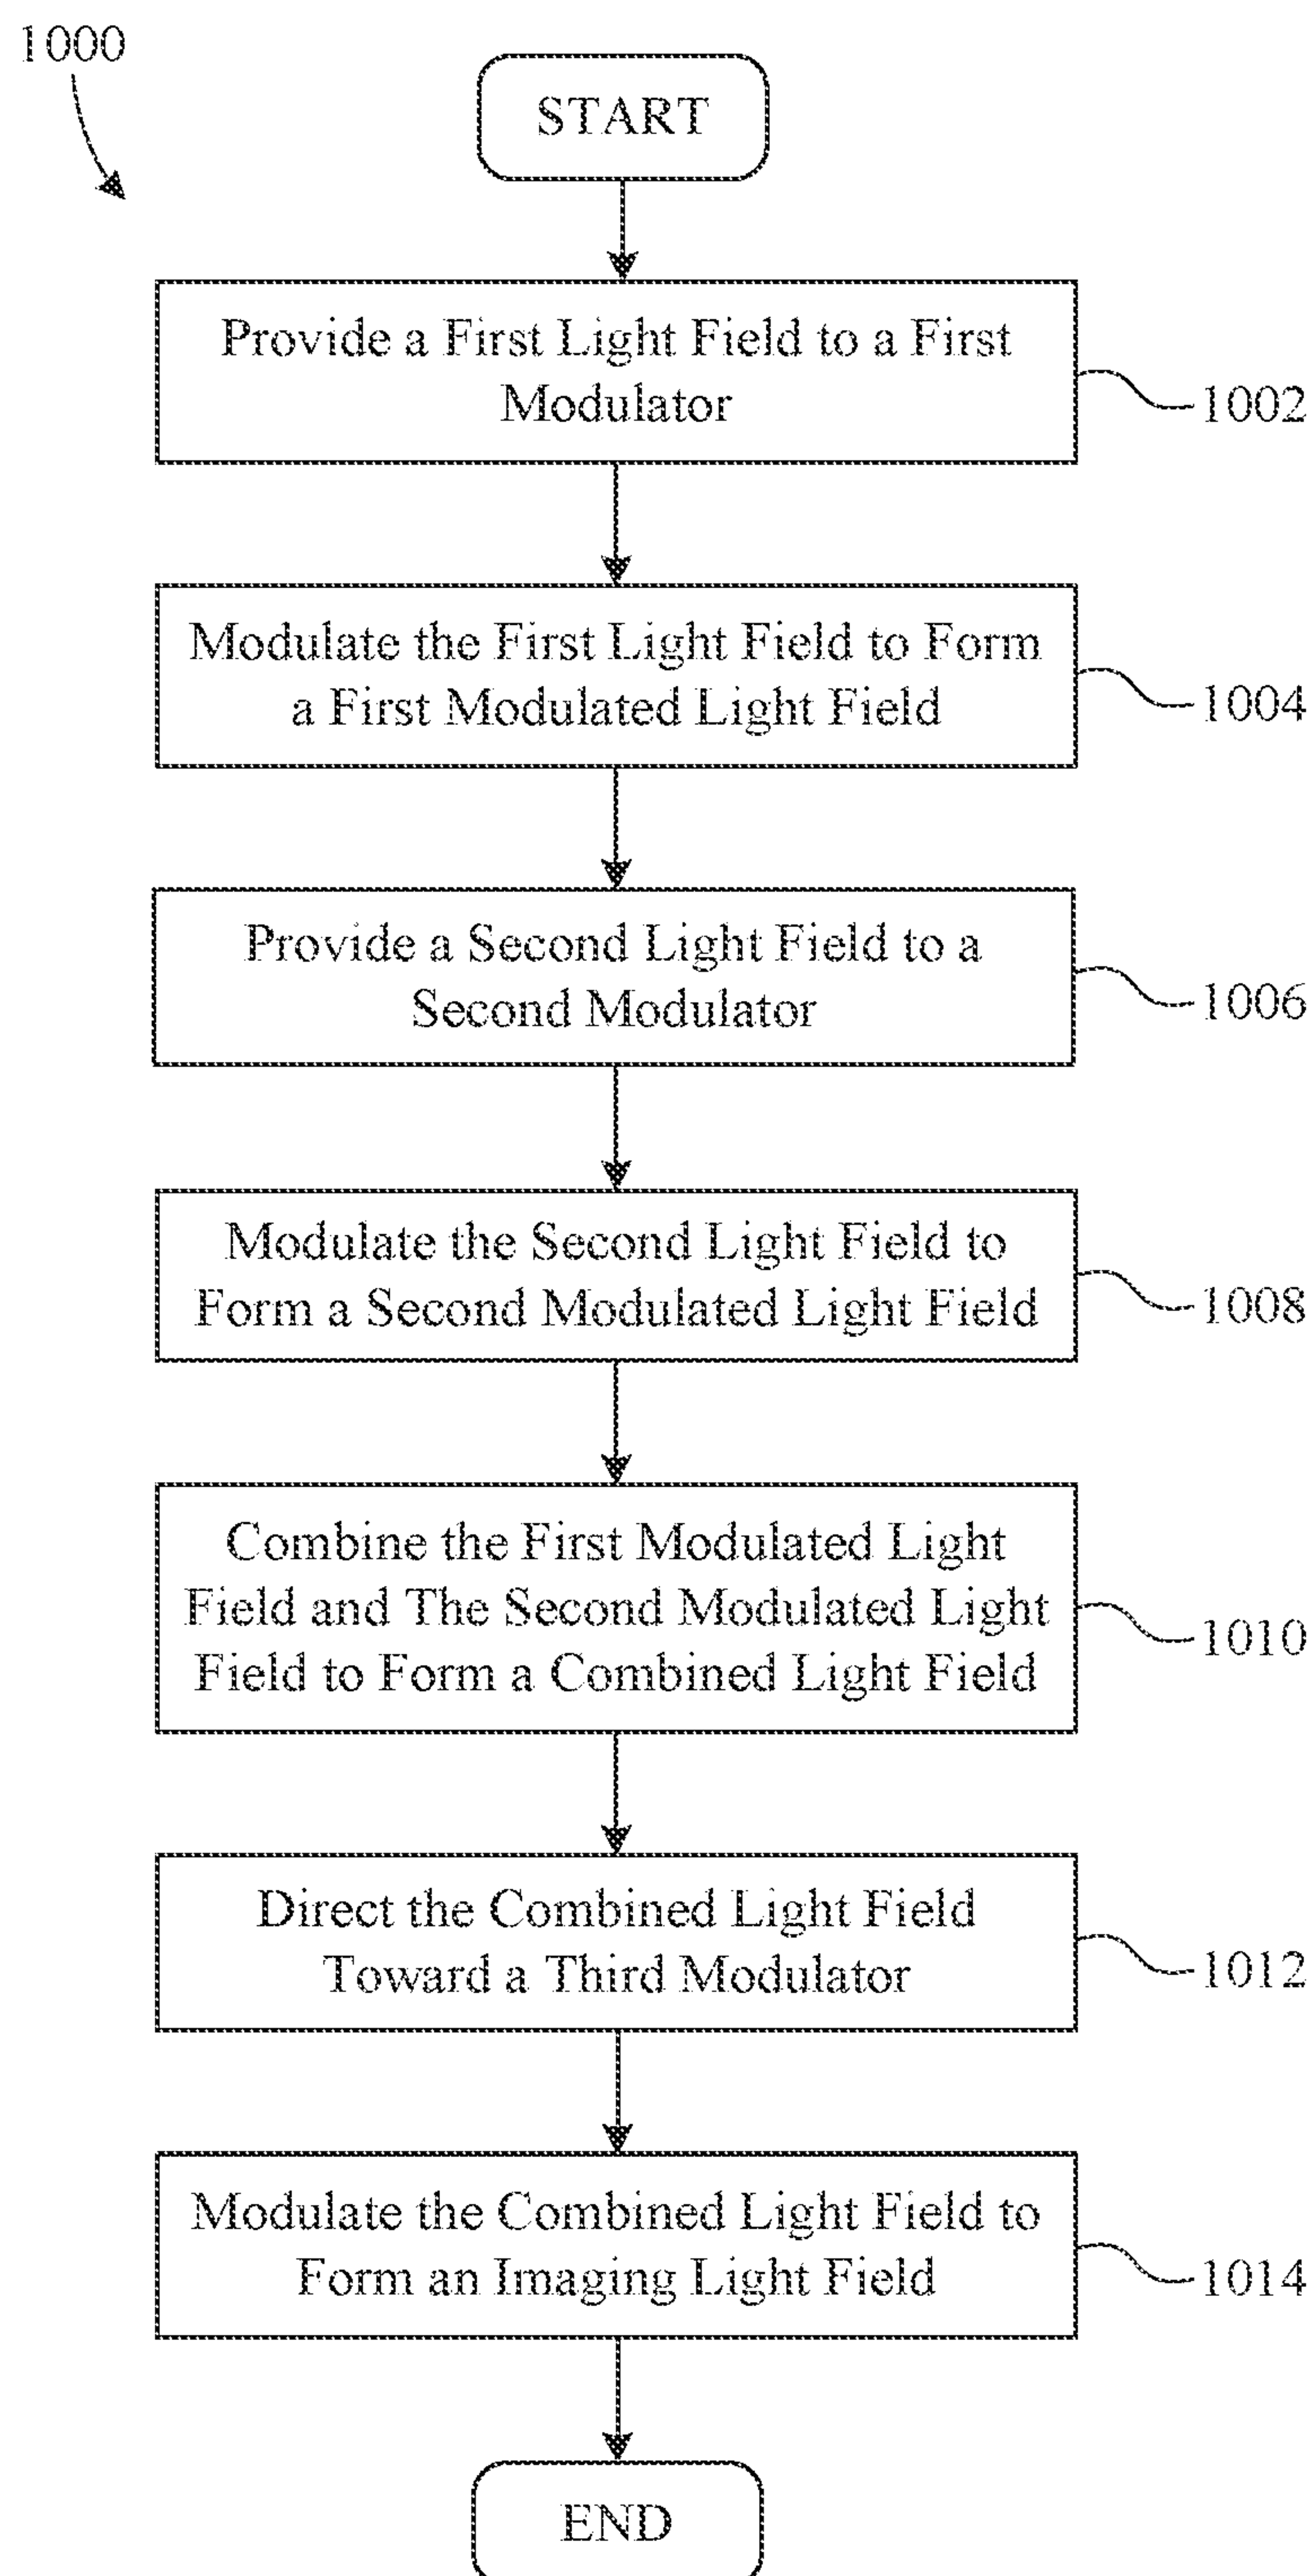 1000
START
Provide a First Light Field to a First
Modulator
1002
Modulate the First Light Field to Form
a First Modulated Light Field
1004
Provide a Second Light Field to a
Second Modulator
1006
Modulate the Second Light Field to
Form a Second Modulated Light Field
1008
Combine the First Modulated Light
Field and The Second Modulated Light
Field to Form a Combined Light Field
1010
Direct the Combined Light Field
Toward a Third Modulator
1012
Modulate the Combined Light Field to
Form an Imaging Light Field
1014
END